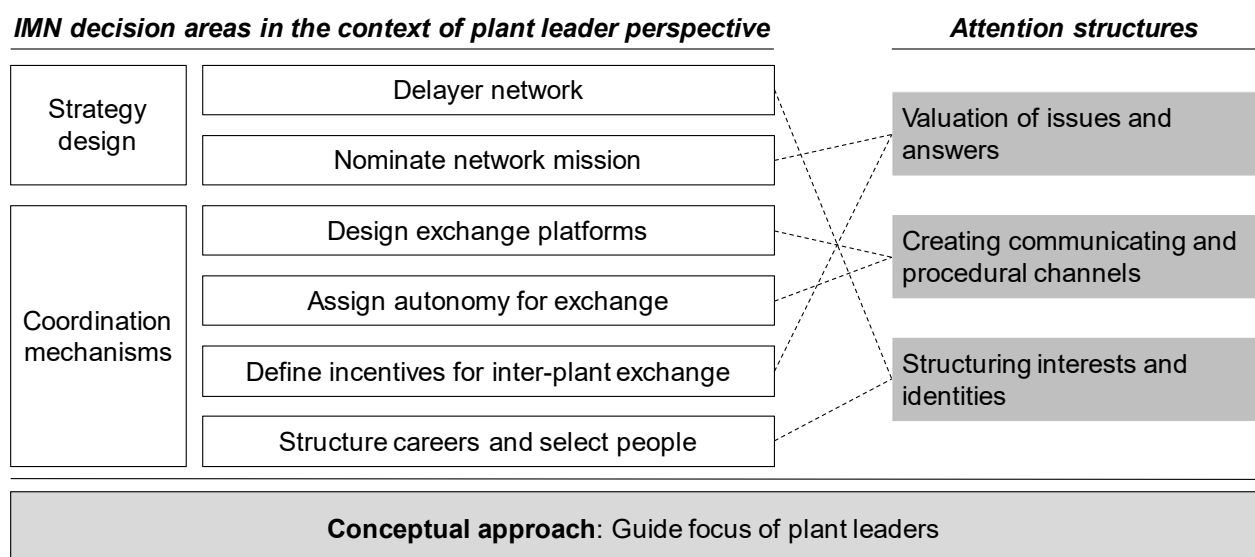 IMN decision areas in the context of plant leader perspective
Attention structures
Strategy
design
Delayer network
Nominate network mission
Coordination
mechanisms
Design exchange platforms
Assign autonomy for exchange
Define incentives for inter-plant exchange
Structure careers and select people
Valuation of issues and
answers
Creating communicating and
procedural channels
Structuring interests and
identities
Conceptual approach: Guide focus of plant leaders